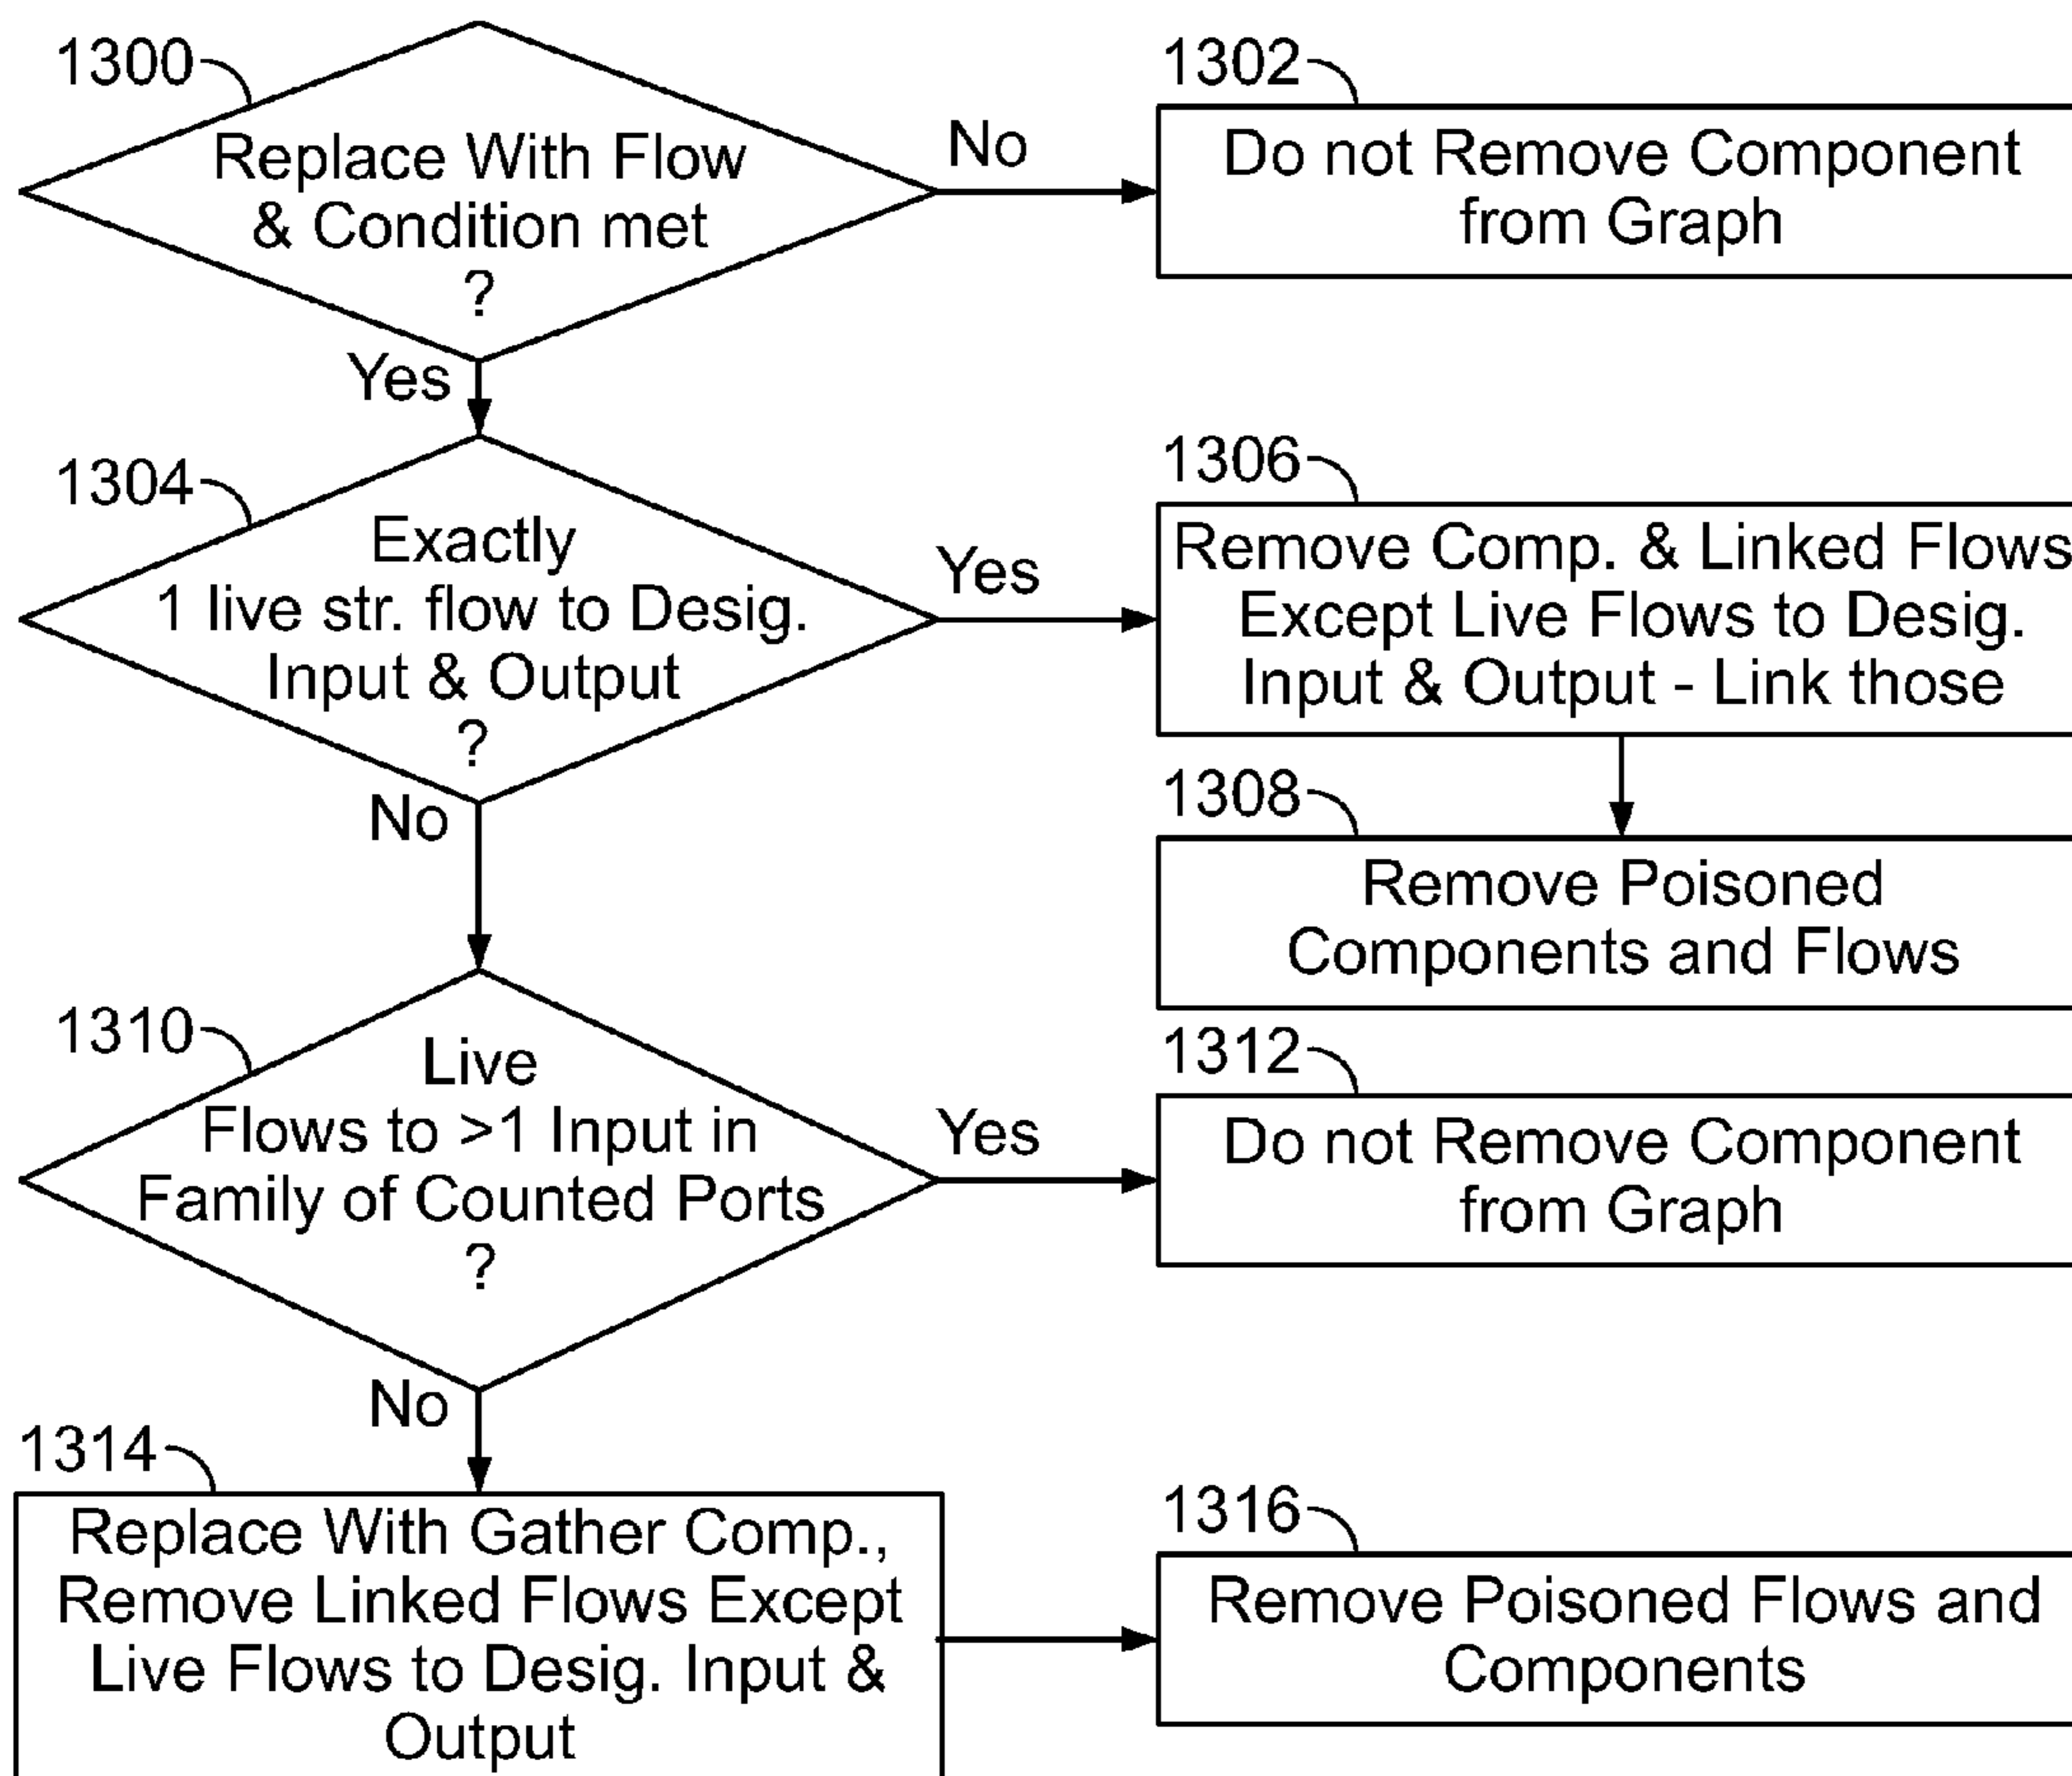 1300
Replace With Flow
& Condition met
?
No
1302
Do not Remove Component
from Graph
Yes
1304
Exactly
1 live str. flow to Desig.
Input & Output
?
Yes
1306
Remove Comp. & Linked Flows
Except Live Flows to Desig.
Input & Output - Link those
1308
Remove Poisoned
Components and Flows
No
1310
Live
Flows to >1 Input in
Family of Counted Ports
?
Yes
1312
Do not Remove Component
from Graph
No
1314
Replace With Gather Comp.,
Remove Linked Flows Except
Live Flows to Desig. Input &
Output
1316
Remove Poisoned Flows and
Components